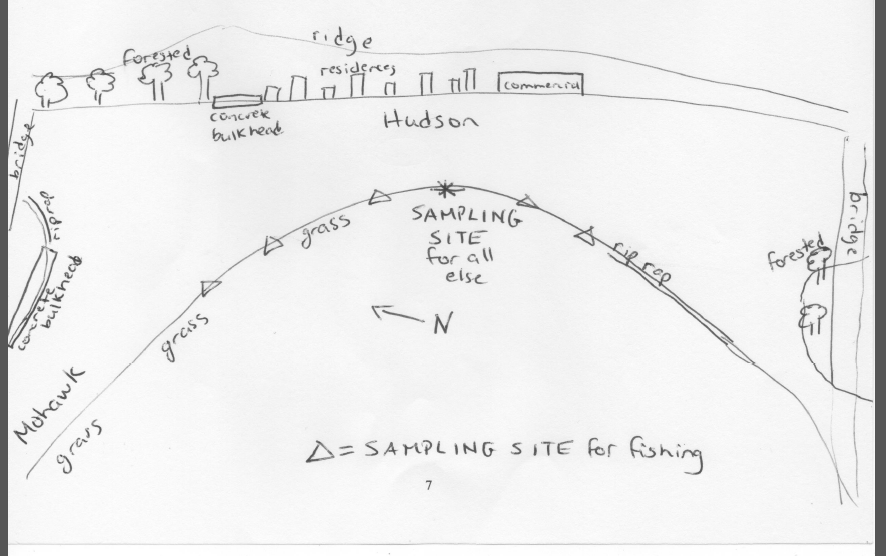 ridge
forested
residences
commercial
concrete
bulkhead
Hudson
bridge
rip rap
concrete
bulkhead
grass
SAMPLING
SITE
for all
else
rip rap
forested
bridge
N
grass
Mohawk
grass
△ = SAMPLING SITE for fishing
7